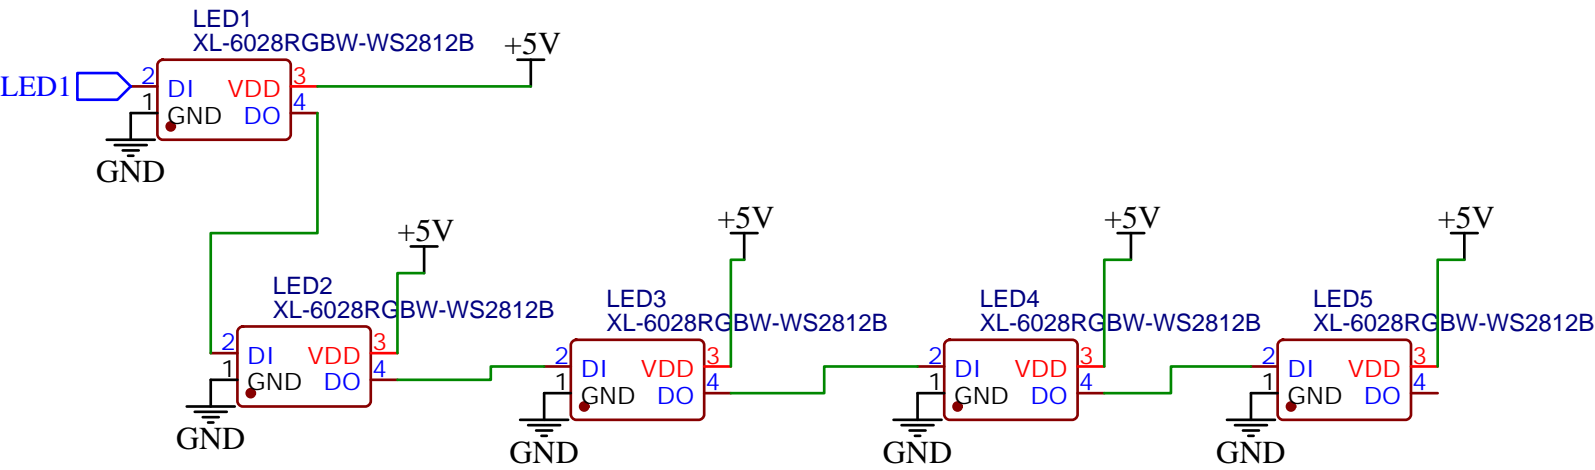 LED1
XL-6028RGBW-WS2812B
+5V
LED1
2 DI VDD 3
1 GND DO 4
GND
+5V
LED2
XL-6028RGBW-WS2812B
2 DI VDD 3
1 GND DO 4
GND
+5V
LED3
XL-6028RGBW-WS2812B
2 DI VDD 3
1 GND DO 4
GND
+5V
LED4
XL-6028RGBW-WS2812B
2 DI VDD 3
1 GND DO 4
GND
+5V
LED5
XL-6028RGBW-WS2812B
2 DI VDD 3
1 GND DO 4
GND